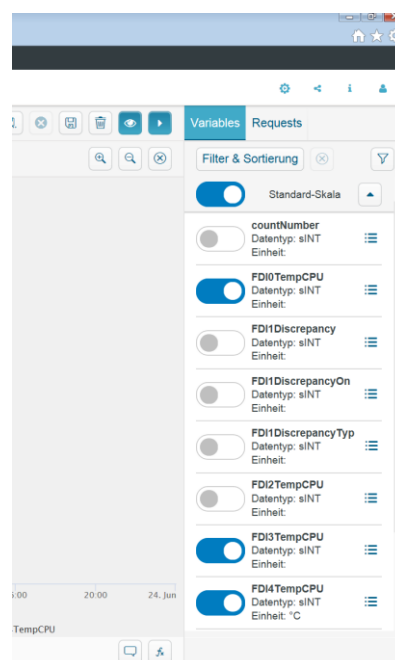 Variables Requests
Filter & Sortierung
Standard-Skala
countNumber
Datentyp: sINT
Einheit:
FDI0TempCPU
Datentyp: sINT
Einheit:
FDI1Discrepancy
Datentyp: sINT
Einheit:
FDI1DiscrepancyOn
Datentyp: sINT
Einheit:
FDI1DiscrepancyTyp
Datentyp: sINT
Einheit:
FDI2TempCPU
Datentyp: sINT
Einheit:
FDI3TempCPU
Datentyp: sINT
Einheit:
FDI4TempCPU
Datentyp: sINT
Einheit: °C
:00 20:00 24. Jun
TempCPU